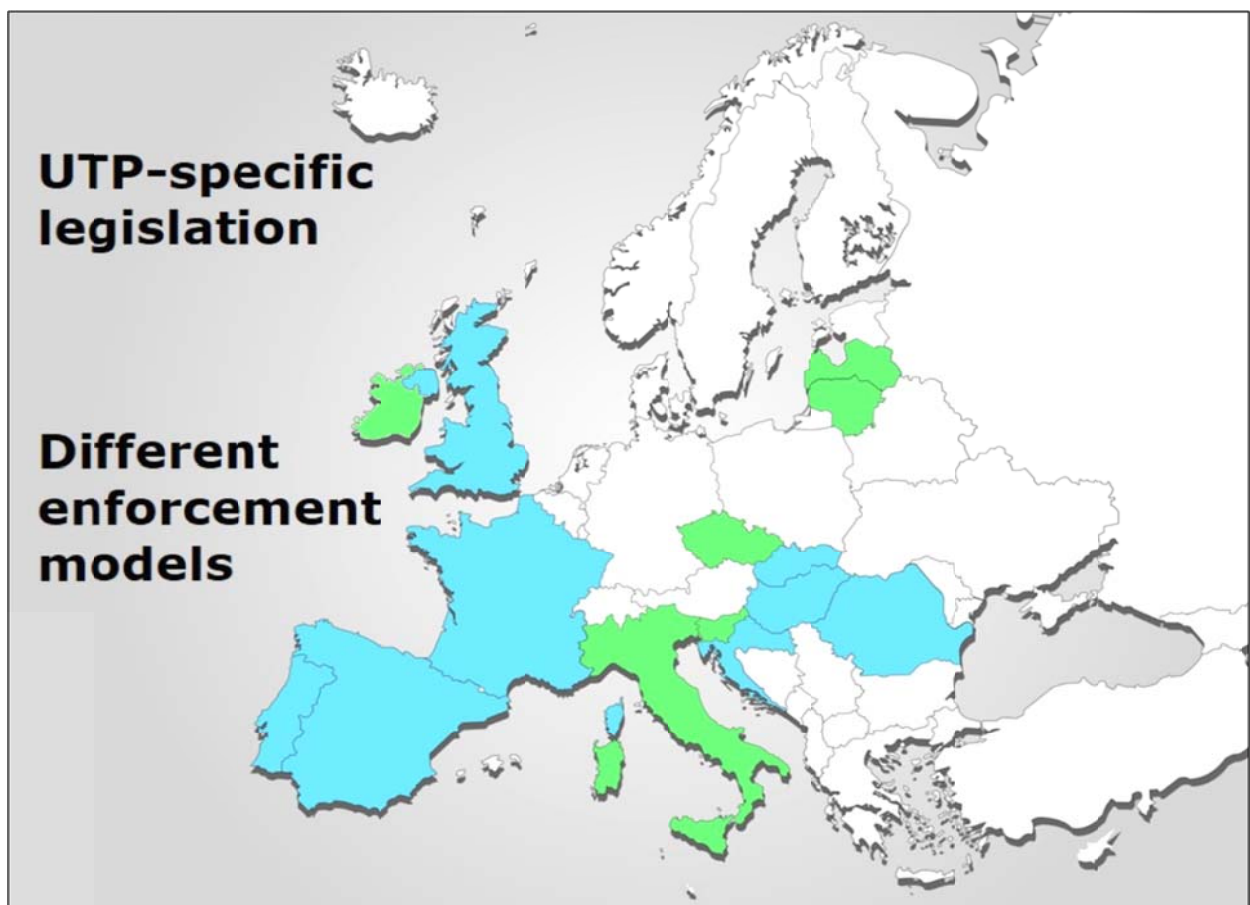 UTP-specific
legislation
Different
enforcement
models